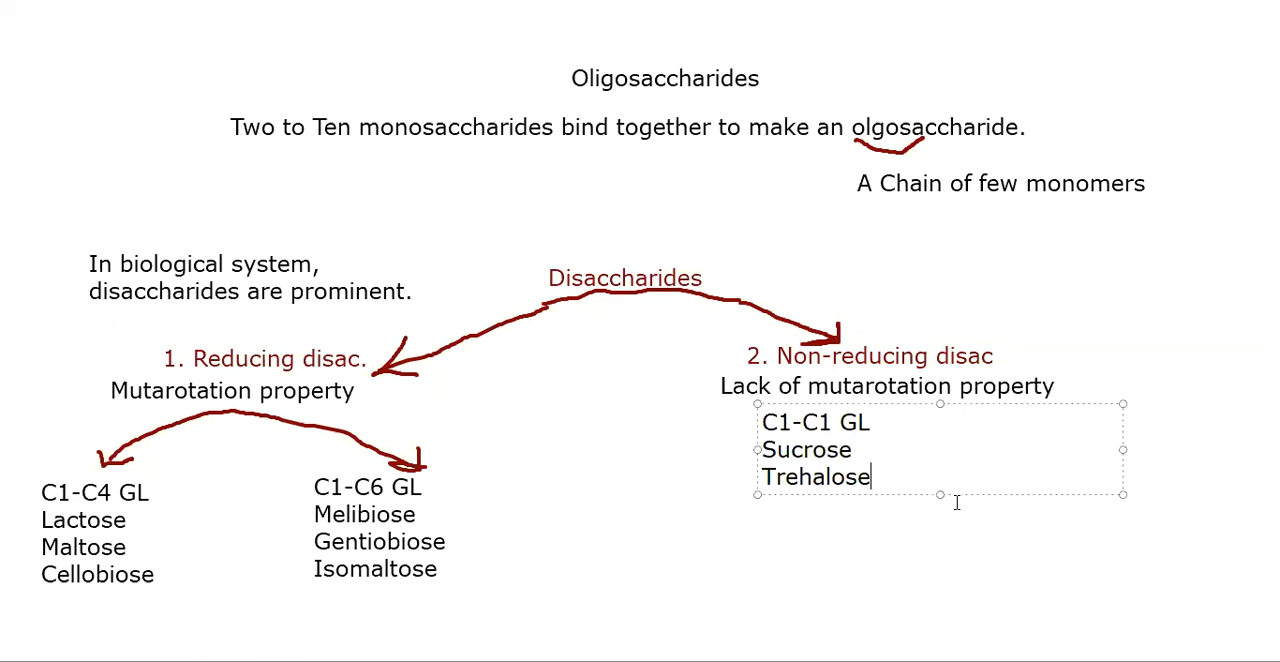 Oligosaccharides
Two to Ten monosaccharides bind together to make an olgosaccharide.
A Chain of few monomers
In biological system,
disaccharides are prominent.
Disaccharides
1. Reducing disac.
Mutarotation property
C1-C4 GL
Lactose
Maltose
Cellobiose
C1-C6 GL
Melibiose
Gentiobiose
Isomaltose
2. Non-reducing disac
Lack of mutarotation property
C1-C1 GL
Sucrose
Trehalose